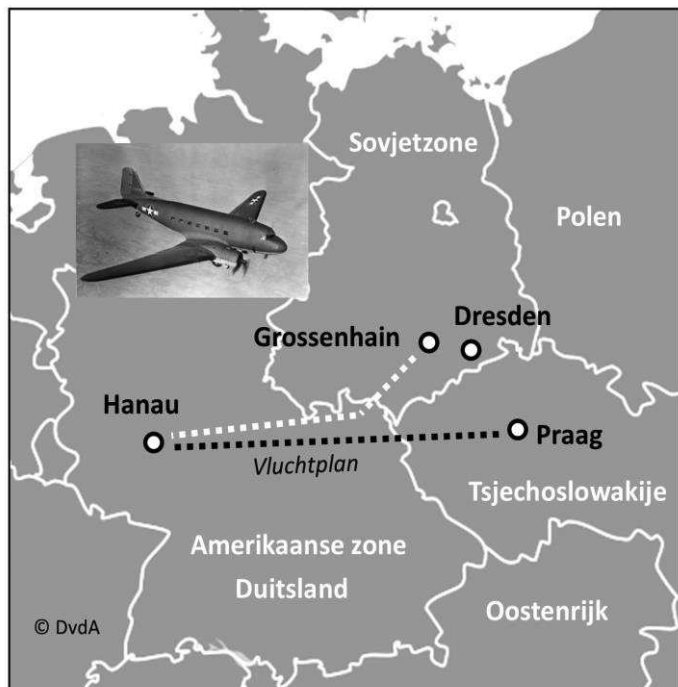 Sovjetzone
Polen
Grossenhain
Dresden
Hanau
Praag
Vluchtplan
Tsjechoslowakije
Amerikaanse zone
Duitsland
Oostenrijk
© DvdA